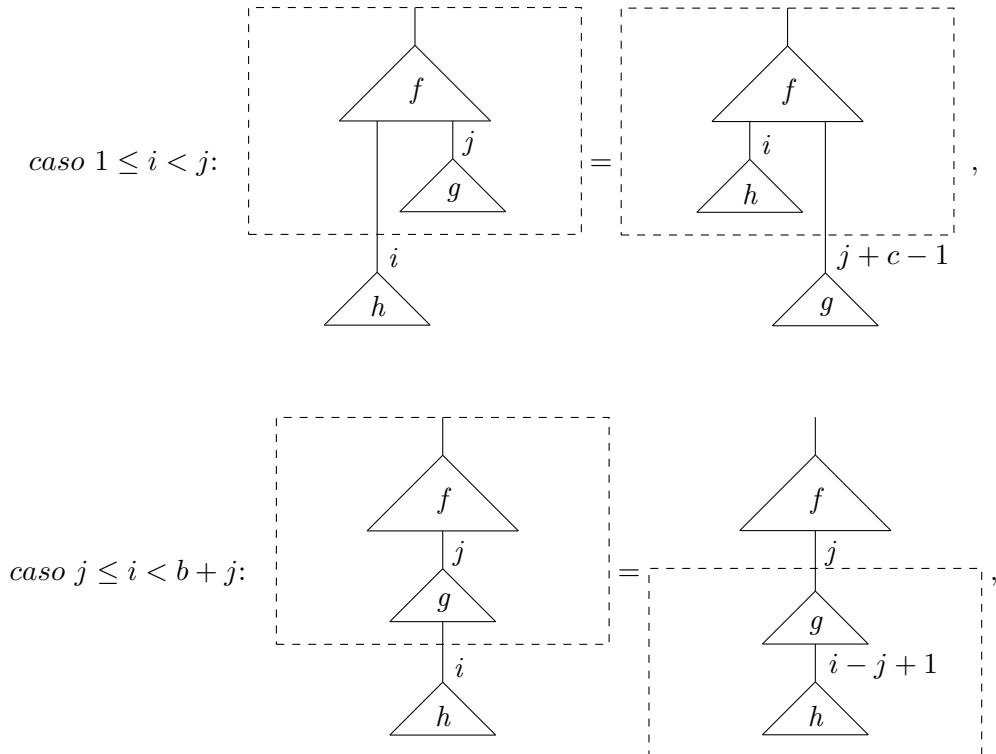 f f
j i
caso 1 ≤ i < j: g = h ,
i j + c − 1
h g
f f
j j
caso j ≤ i < b + j: g = g ,
i i − j + 1
h h